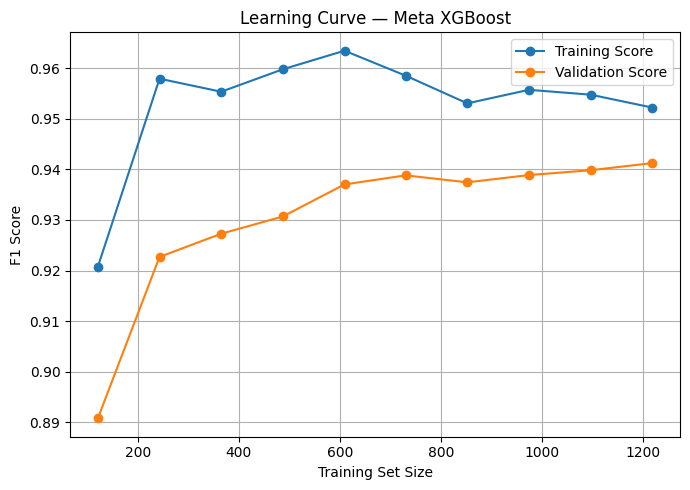 Learning Curve — Meta XGBoost
Training Score
Validation Score
F1 Score
0.96
0.95
0.94
0.93
0.92
0.91
0.90
0.89
200 400 600 800 1000 1200
Training Set Size